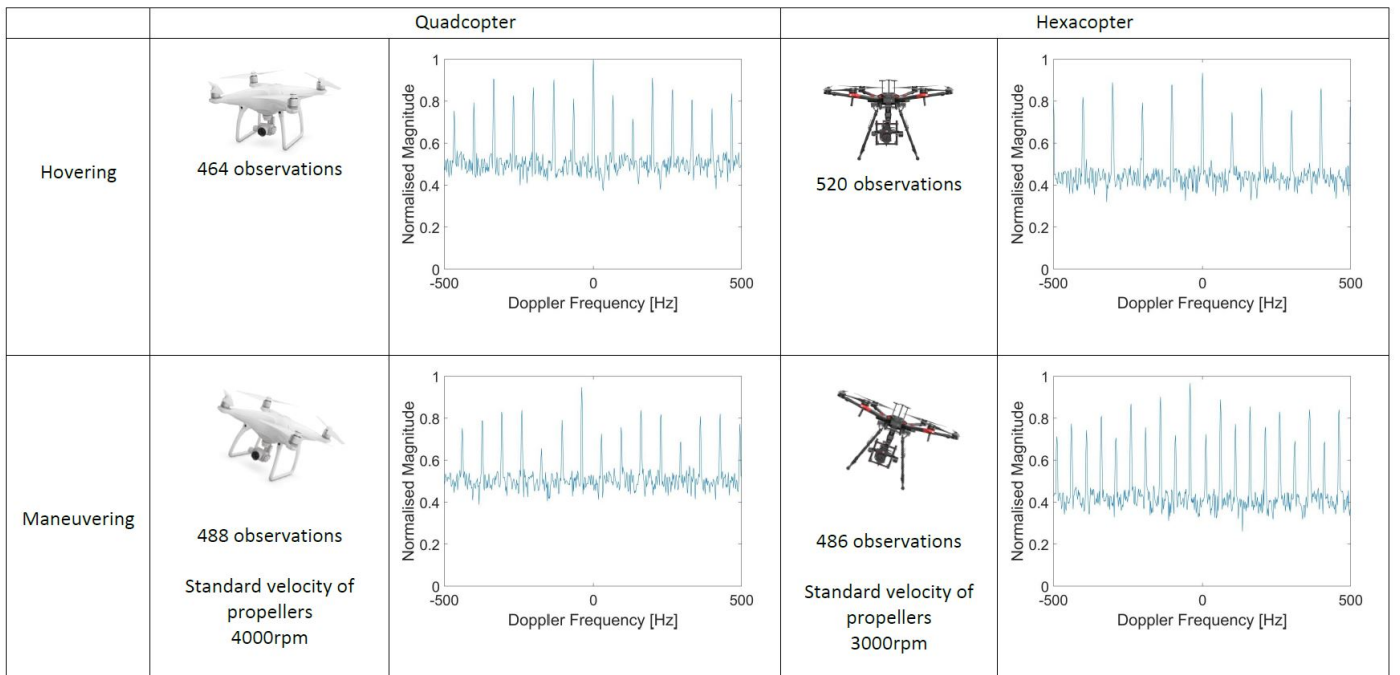 Quadcopter
Hexacopter
Hovering
464 observations
Normalised Magnitude
1
0.8
0.6
0.4
0.2
0
-500
0
500
Doppler Frequency [Hz]
520 observations
Normalised Magnitude
1
0.8
0.6
0.4
0.2
0
-500
0
500
Doppler Frequency [Hz]
Maneuvering
488 observations
Standard velocity of
propellers
4000rpm
Normalised Magnitude
1
0.8
0.6
0.4
0.2
0
-500
0
500
Doppler Frequency [Hz]
486 observations
Standard velocity of
propellers
3000rpm
Normalised Magnitude
1
0.8
0.6
0.4
0.2
0
-500
0
500
Doppler Frequency [Hz]